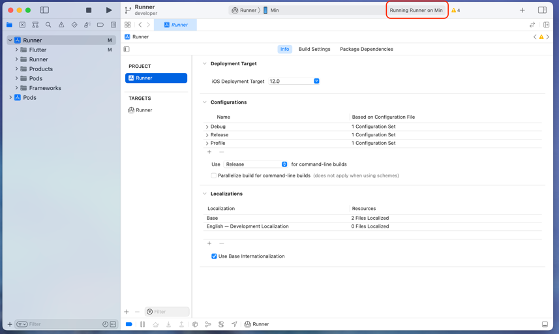 Runner
developer
Runner
Min
Running Runner on Min
4
Runner
Runner
M
Flutter
M
Runner
Products
Pods
Frameworks
Pods
Runner
Info
Build Settings
Package Dependencies
PROJECT
Runner
TARGETS
Runner
Deployment Target
iOS Deployment Target
12.0
Configurations
Name
Based on Configuration File
Debug
1 Configuration Set
Release
1 Configuration Set
Profile
1 Configuration Set
+ −
Use
Release
for command-line builds
Parallelize build for command-line builds (does not apply when using schemes)
Localizations
Localization
Resources
Base
2 Files Localized
English — Development Localization
0 Files Localized
+ −
Use Base Internationalization
+ Filter
+ − Filter
Runner